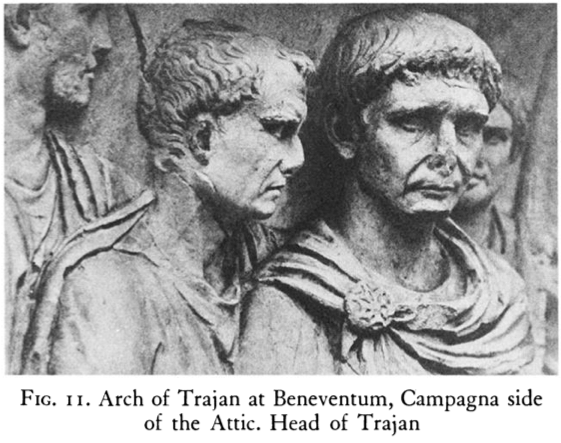 FIG. 11. Arch of Trajan at Beneventum, Campagna side
of the Attic. Head of Trajan